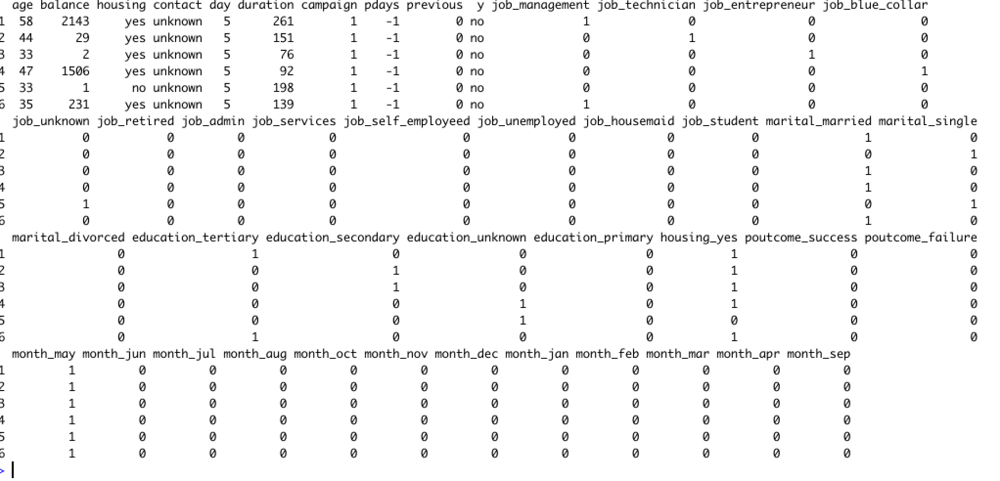 age balance housing contact day duration campaign pdays previous y job_management job_technician job_entrepreneur job_blue_collar
1 58 2143 yes unknown 5 261 1 -1 0 no 1 0 0 0
2 44 29 yes unknown 5 151 1 -1 0 no 0 1 0 0
3 33 2 yes unknown 5 76 1 -1 0 no 0 0 1 0
4 47 1506 yes unknown 5 92 1 -1 0 no 0 0 0 1
5 33 1 no unknown 5 198 1 -1 0 no 0 0 0 0
6 35 231 yes unknown 5 139 1 -1 0 no 1 0 0 0
job_unknown job_retired job_admin job_services job_self_employeed job_unemployed job_housemaid job_student marital_married marital_single
1 0 0 0 0 0 0 0 0 1 0
2 0 0 0 0 0 0 0 0 0 1
3 0 0 0 0 0 0 0 0 1 0
4 0 0 0 0 0 0 0 0 1 0
5 1 0 0 0 0 0 0 0 0 1
6 0 0 0 0 0 0 0 0 1 0
marital_divorced education_tertiary education_secondary education_unknown education_primary housing_yes poutcome_success poutcome_failure
1 0 1 0 0 0 1 0 0
2 0 0 1 0 0 1 0 0
3 0 0 1 0 0 1 0 0
4 0 0 0 1 0 1 0 0
5 0 0 0 1 0 0 0 0
6 0 1 0 0 0 1 0 0
month_may month_jun month_jul month_aug month_oct month_nov month_dec month_jan month_feb month_mar month_apr month_sep
1 1 0 0 0 0 0 0 0 0 0 0 0
2 1 0 0 0 0 0 0 0 0 0 0 0
3 1 0 0 0 0 0 0 0 0 0 0 0
4 1 0 0 0 0 0 0 0 0 0 0 0
5 1 0 0 0 0 0 0 0 0 0 0 0
6 1 0 0 0 0 0 0 0 0 0 0 0
>